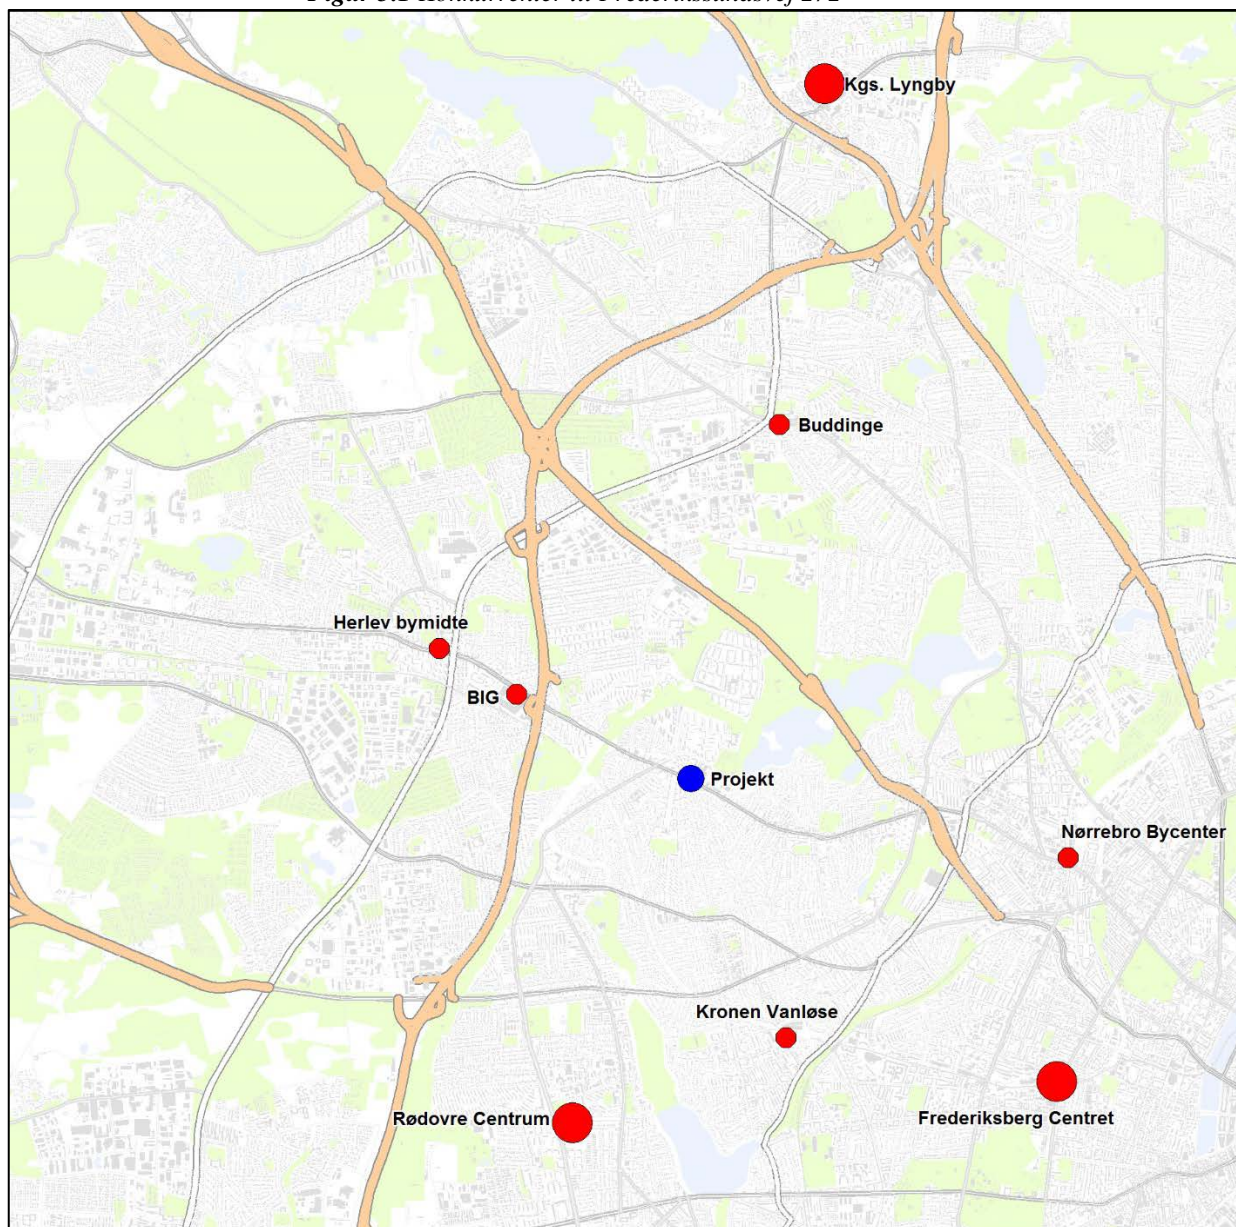 Kgs. Lyngby
Buddinge
Herlev bymidte
BIG
Projekt
Nørrebro Bycenter
Kronen Vanløse
Rødovre Centrum
Frederiksberg Centret